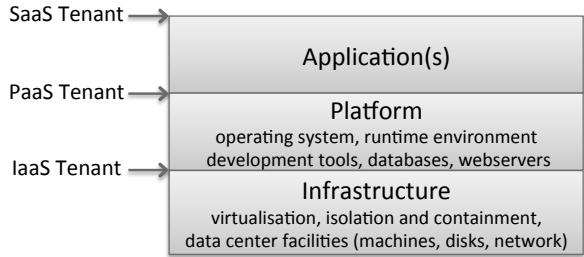 SaaS Tenant
Application(s)
PaaS Tenant
Platform
operating system, runtime environment
development tools, databases, webservers
IaaS Tenant
Infrastructure
virtualisation, isolation and containment,
data center facilities (machines, disks, network)